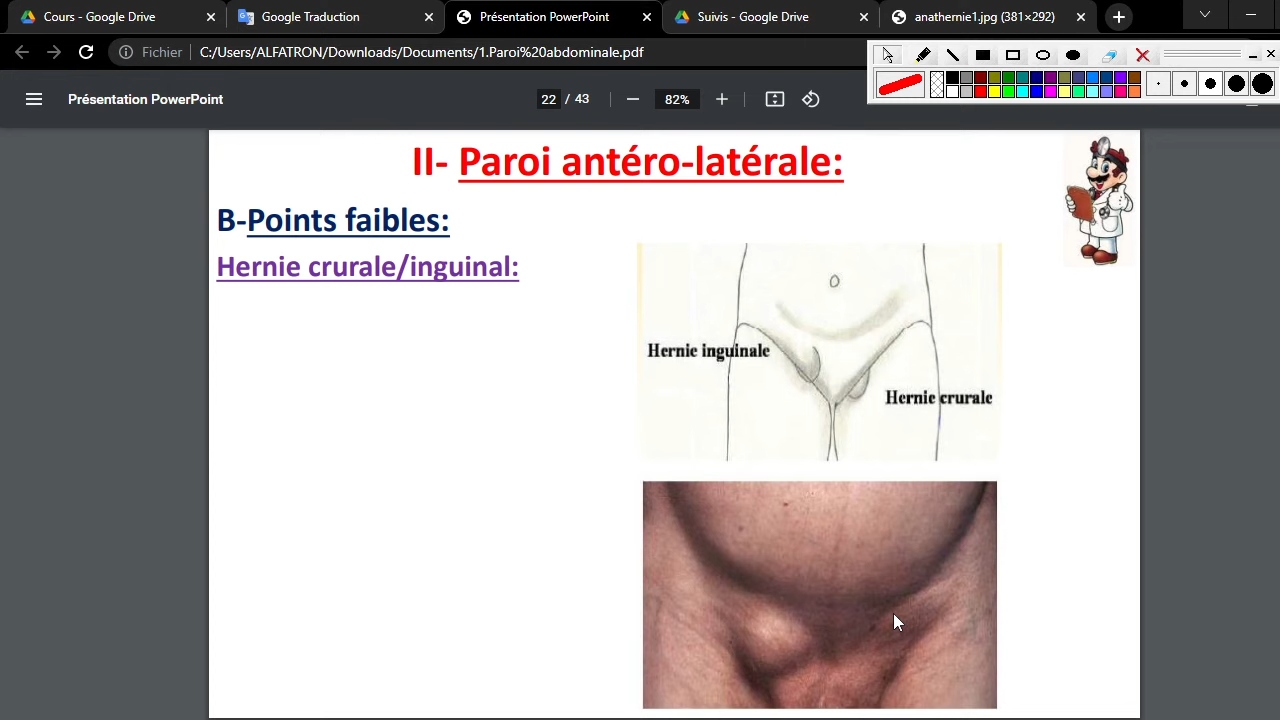 Cours - Google Drive
Google Traduction
Présentation PowerPoint
Suivis - Google Drive
anathemie1.jpg (381×292)
Fichier
C:/Users/ALFATRON/Downloads/Documents/1.Paroi%20abdominale.pdf
Présentation PowerPoint
22 / 43
82%
II- Paroi antéro-latérale:
B-Points faibles:
Hernie crurale/inguinal:
Hernie inguinale
Hernie crurale